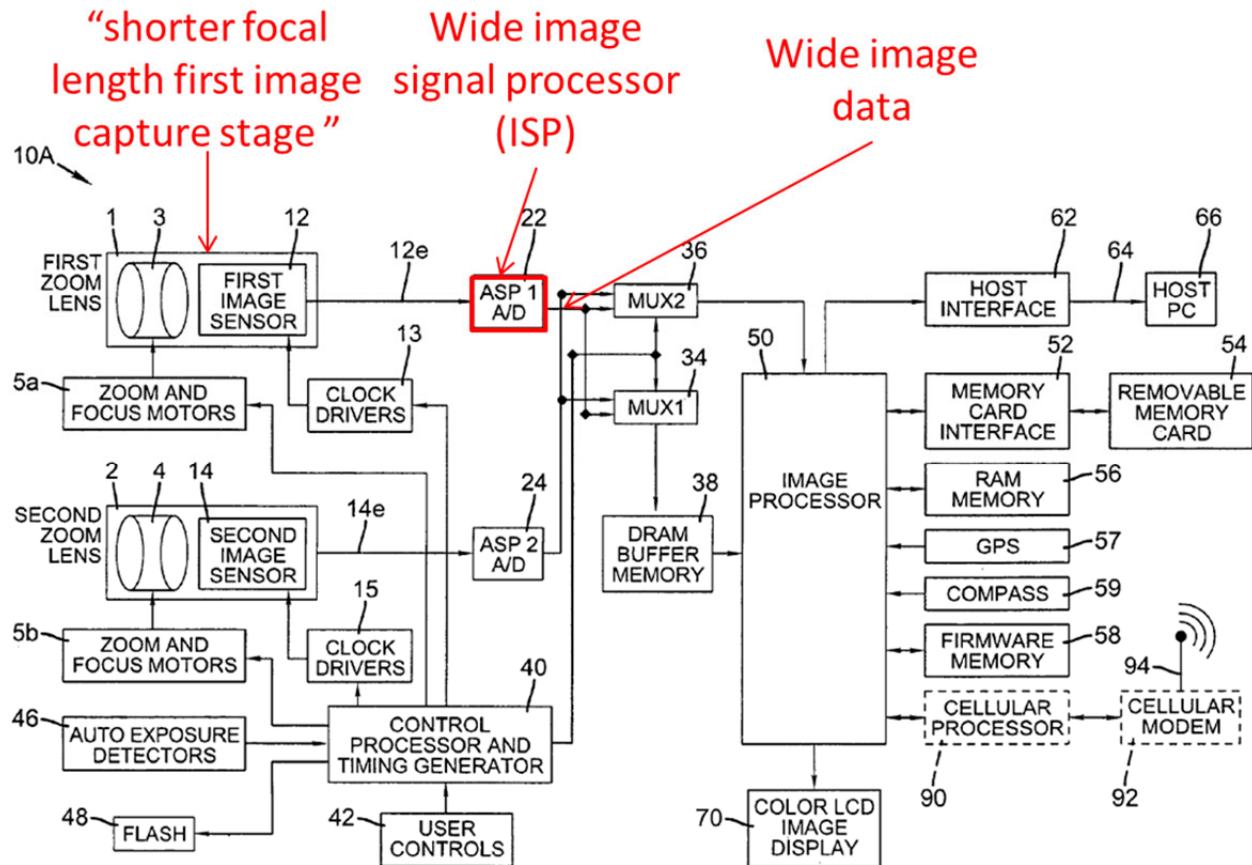 “shorter focal
length first image
capture stage ”
Wide image
signal processor
(ISP)
Wide image
data
10A
1
3
12
FIRST
ZOOM
LENS
FIRST
IMAGE
SENSOR
12e
22
ASP 1
A/D
36
MUX2
62
HOST
INTERFACE
64
66
HOST
PC
5a
ZOOM AND
FOCUS MOTORS
13
CLOCK
DRIVERS
34
MUX1
50
IMAGE
PROCESSOR
52
MEMORY
CARD
INTERFACE
54
REMOVABLE
MEMORY
CARD
2
4
14
SECOND
ZOOM
LENS
SECOND
IMAGE
SENSOR
14e
24
ASP 2
A/D
38
DRAM
BUFFER
MEMORY
RAM
MEMORY
56
GPS
57
COMPASS
59
5b
ZOOM AND
FOCUS MOTORS
15
CLOCK
DRIVERS
FIRMWARE
MEMORY
58
94
46
AUTO EXPOSURE
DETECTORS
40
CONTROL
PROCESSOR AND
TIMING GENERATOR
CELLULAR
PROCESSOR
90
CELLULAR
MODEM
92
48
FLASH
42
USER
CONTROLS
70
COLOR LCD
IMAGE
DISPLAY